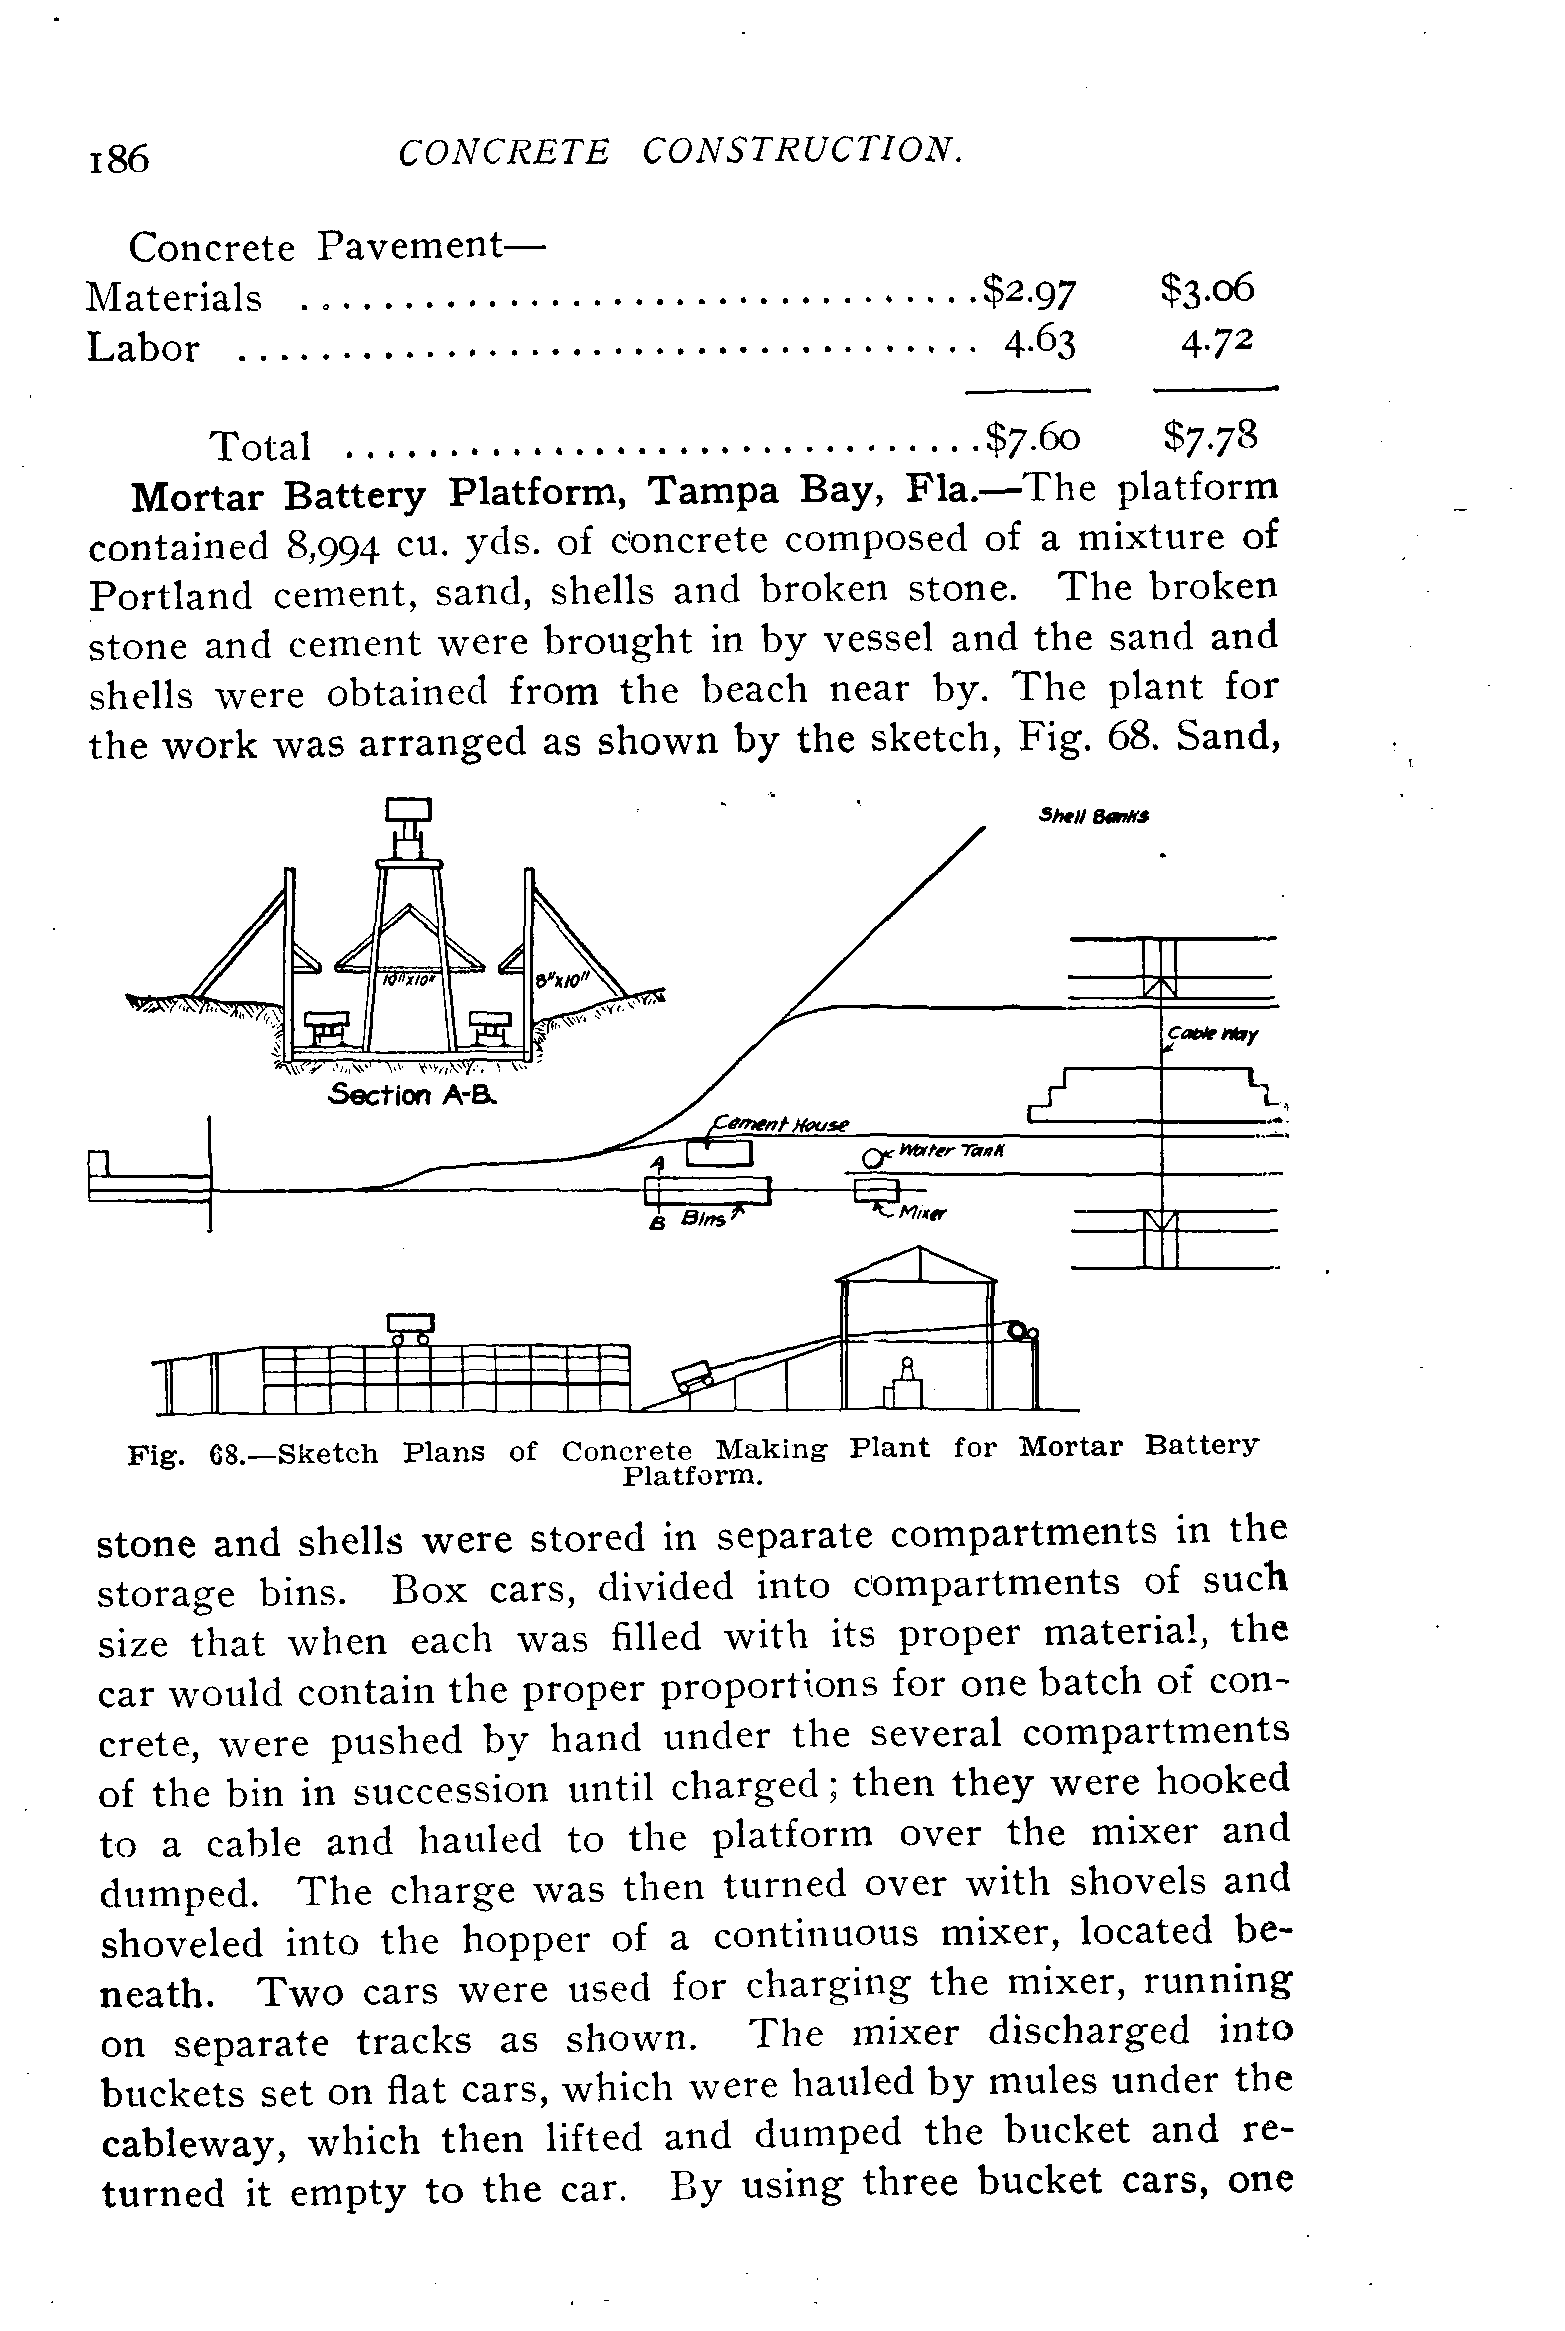 186 CONCRETE CONSTRUCTION.
Concrete Pavement—
Materials ................................$2.97 $3.06
Labor .................................... 4.63 4.72
Total ...............................$7.60 $7.78
Mortar Battery Platform, Tampa Bay, Fla.—The platform
contained 8,994 cu. yds. of concrete composed of a mixture of
Portland cement, sand, shells and broken stone. The broken
stone and cement were brought in by vessel and the sand and
shells were obtained from the beach near by. The plant for
the work was arranged as shown by the sketch, Fig. 68. Sand,
Shell Banks
10"x10"
8"x10"
Cable Way
Section A-B.
Cement House
Water Tank
A
B
Bins
Mixer
Fig. 68.—Sketch Plans of Concrete Making Plant for Mortar Battery
Platform.
stone and shells were stored in separate compartments in the
storage bins. Box cars, divided into compartments of such
size that when each was filled with its proper material, the
car would contain the proper proportions for one batch of con-
crete, were pushed by hand under the several compartments
of the bin in succession until charged; then they were hooked
to a cable and hauled to the platform over the mixer and
dumped. The charge was then turned over with shovels and
shoveled into the hopper of a continuous mixer, located be-
neath. Two cars were used for charging the mixer, running
on separate tracks as shown. The mixer discharged into
buckets set on flat cars, which were hauled by mules under the
cableway, which then lifted and dumped the bucket and re-
turned it empty to the car. By using three bucket cars, one